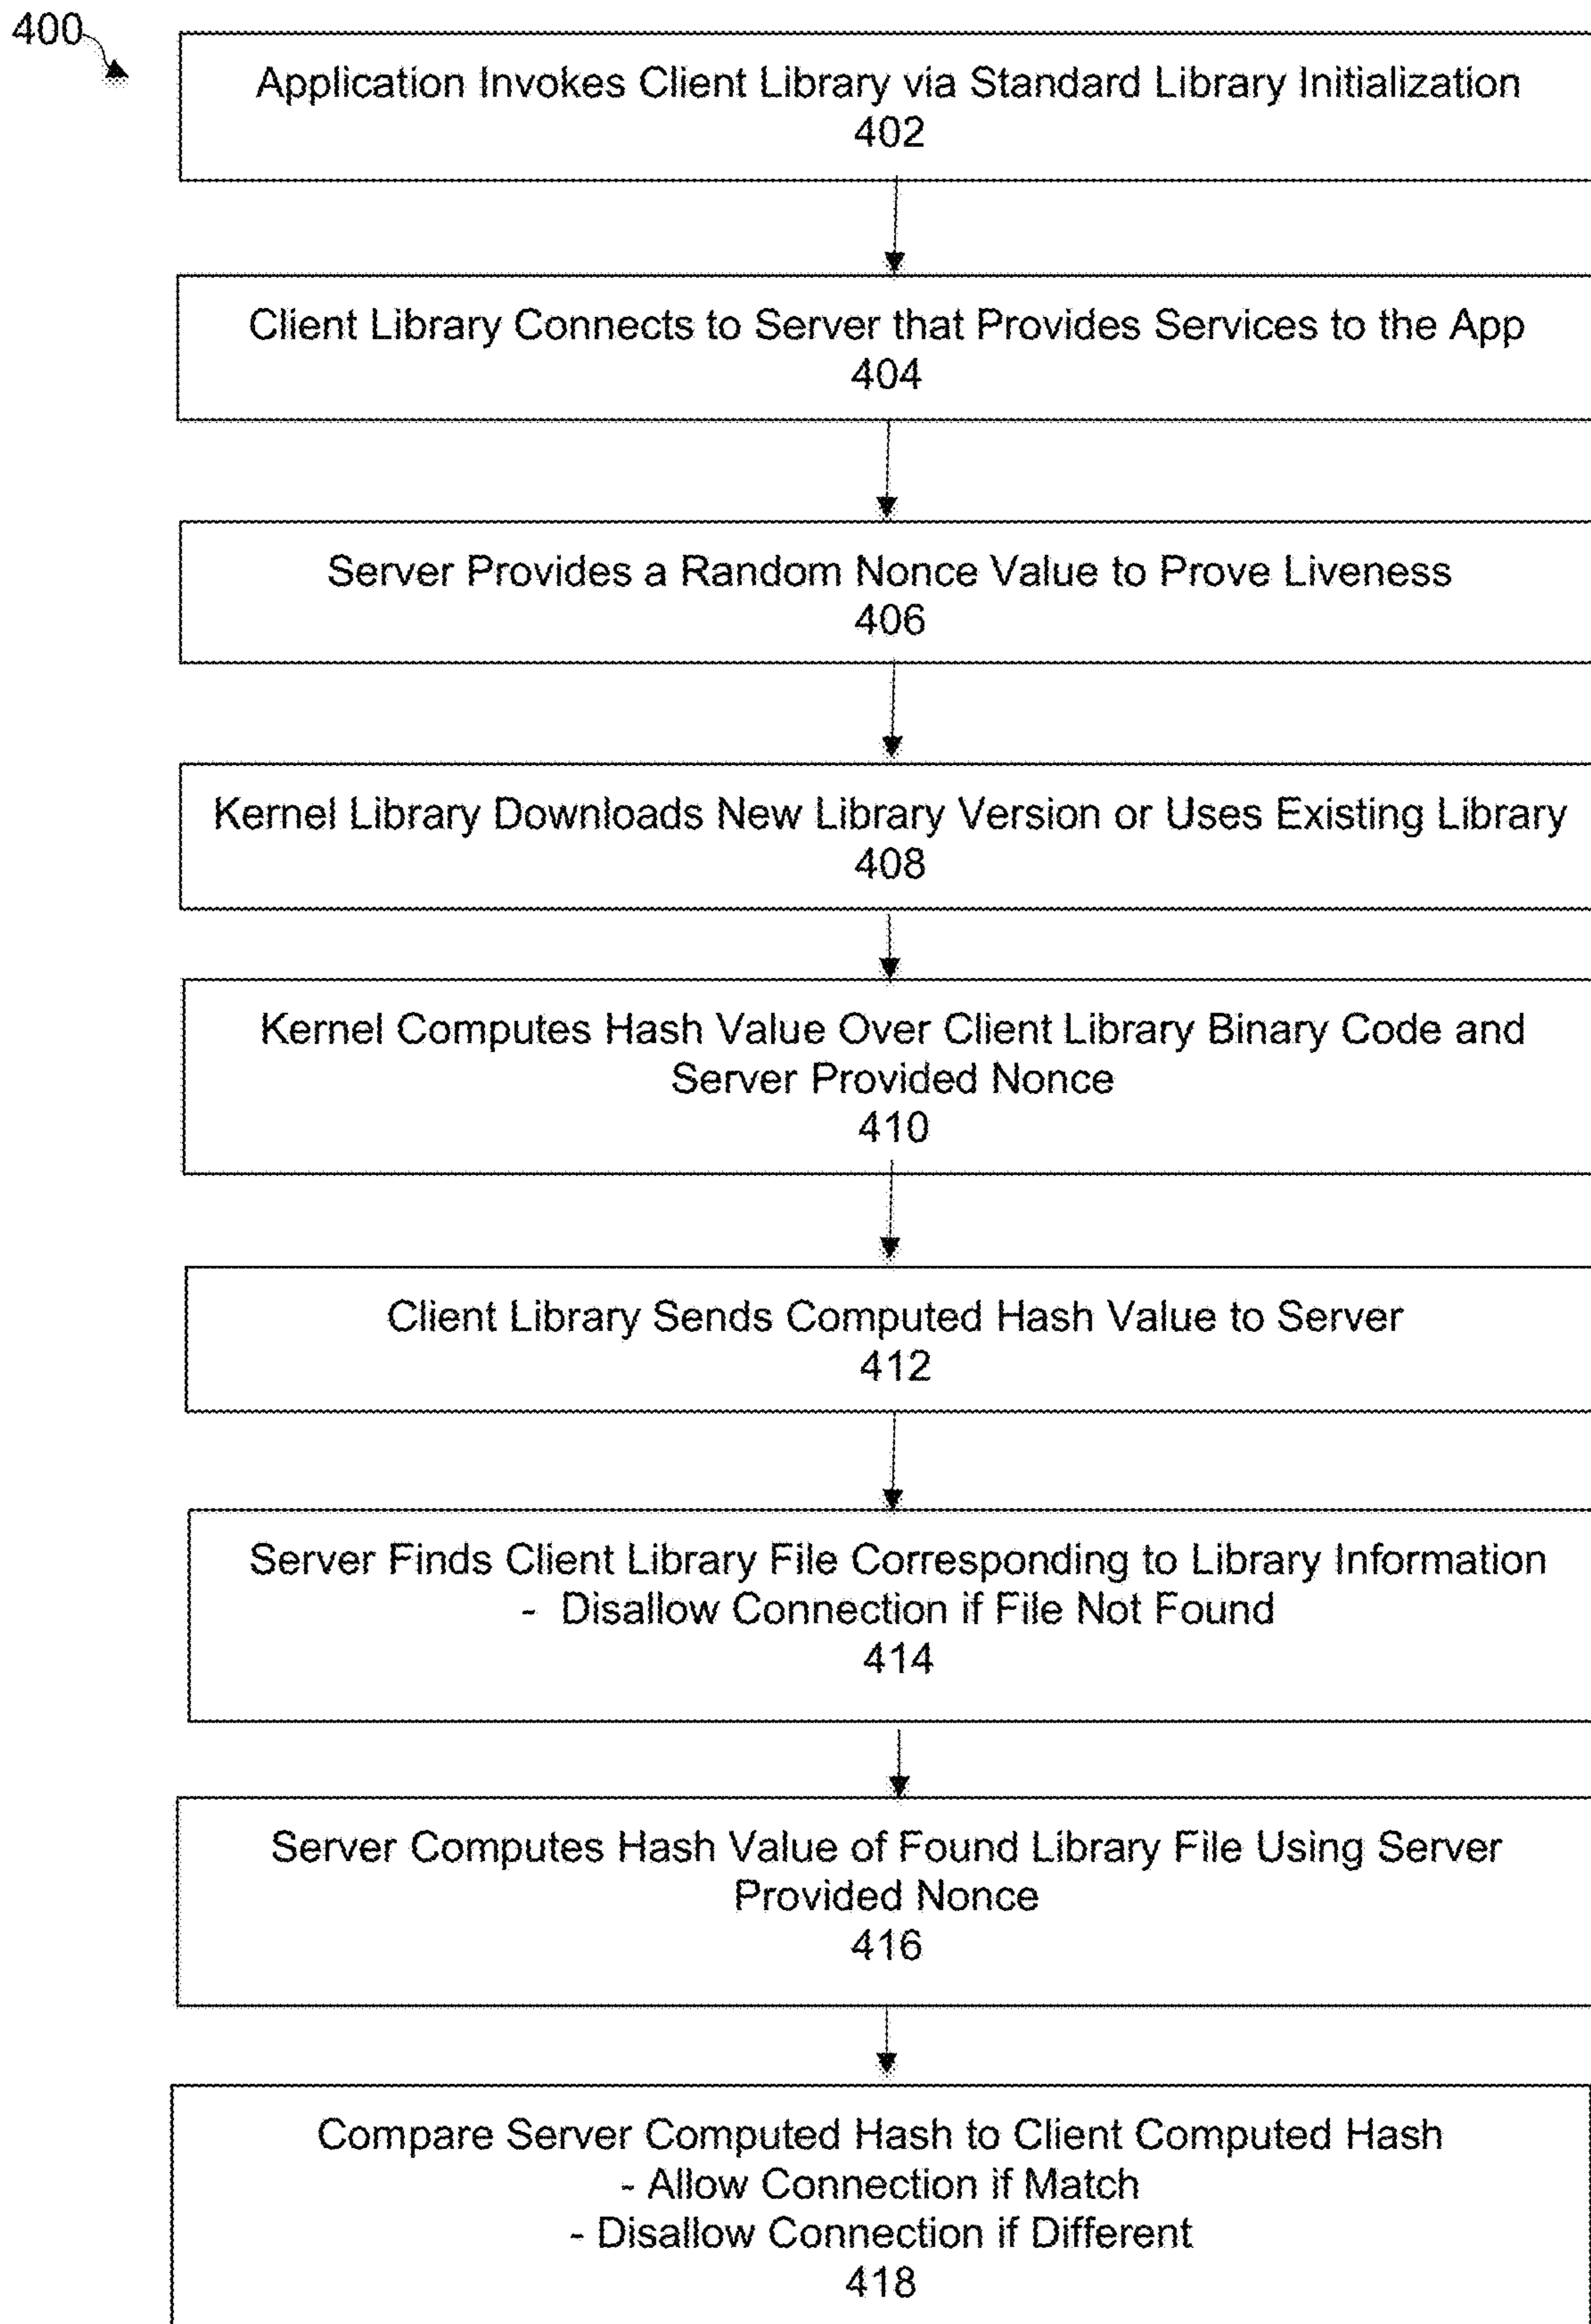 400
Application Invokes Client Library via Standard Library Initialization
402
Client Library Connects to Server that Provides Services to the App
404
Server Provides a Random Nonce Value to Prove Liveness
406
Kernel Library Downloads New Library Version or Uses Existing Library
408
Kernel Computes Hash Value Over Client Library Binary Code and
Server Provided Nonce
410
Client Library Sends Computed Hash Value to Server
412
Server Finds Client Library File Corresponding to Library Information
- Disallow Connection if File Not Found
414
Server Computes Hash Value of Found Library File Using Server
Provided Nonce
416
Compare Server Computed Hash to Client Computed Hash
- Allow Connection if Match
- Disallow Connection if Different
418